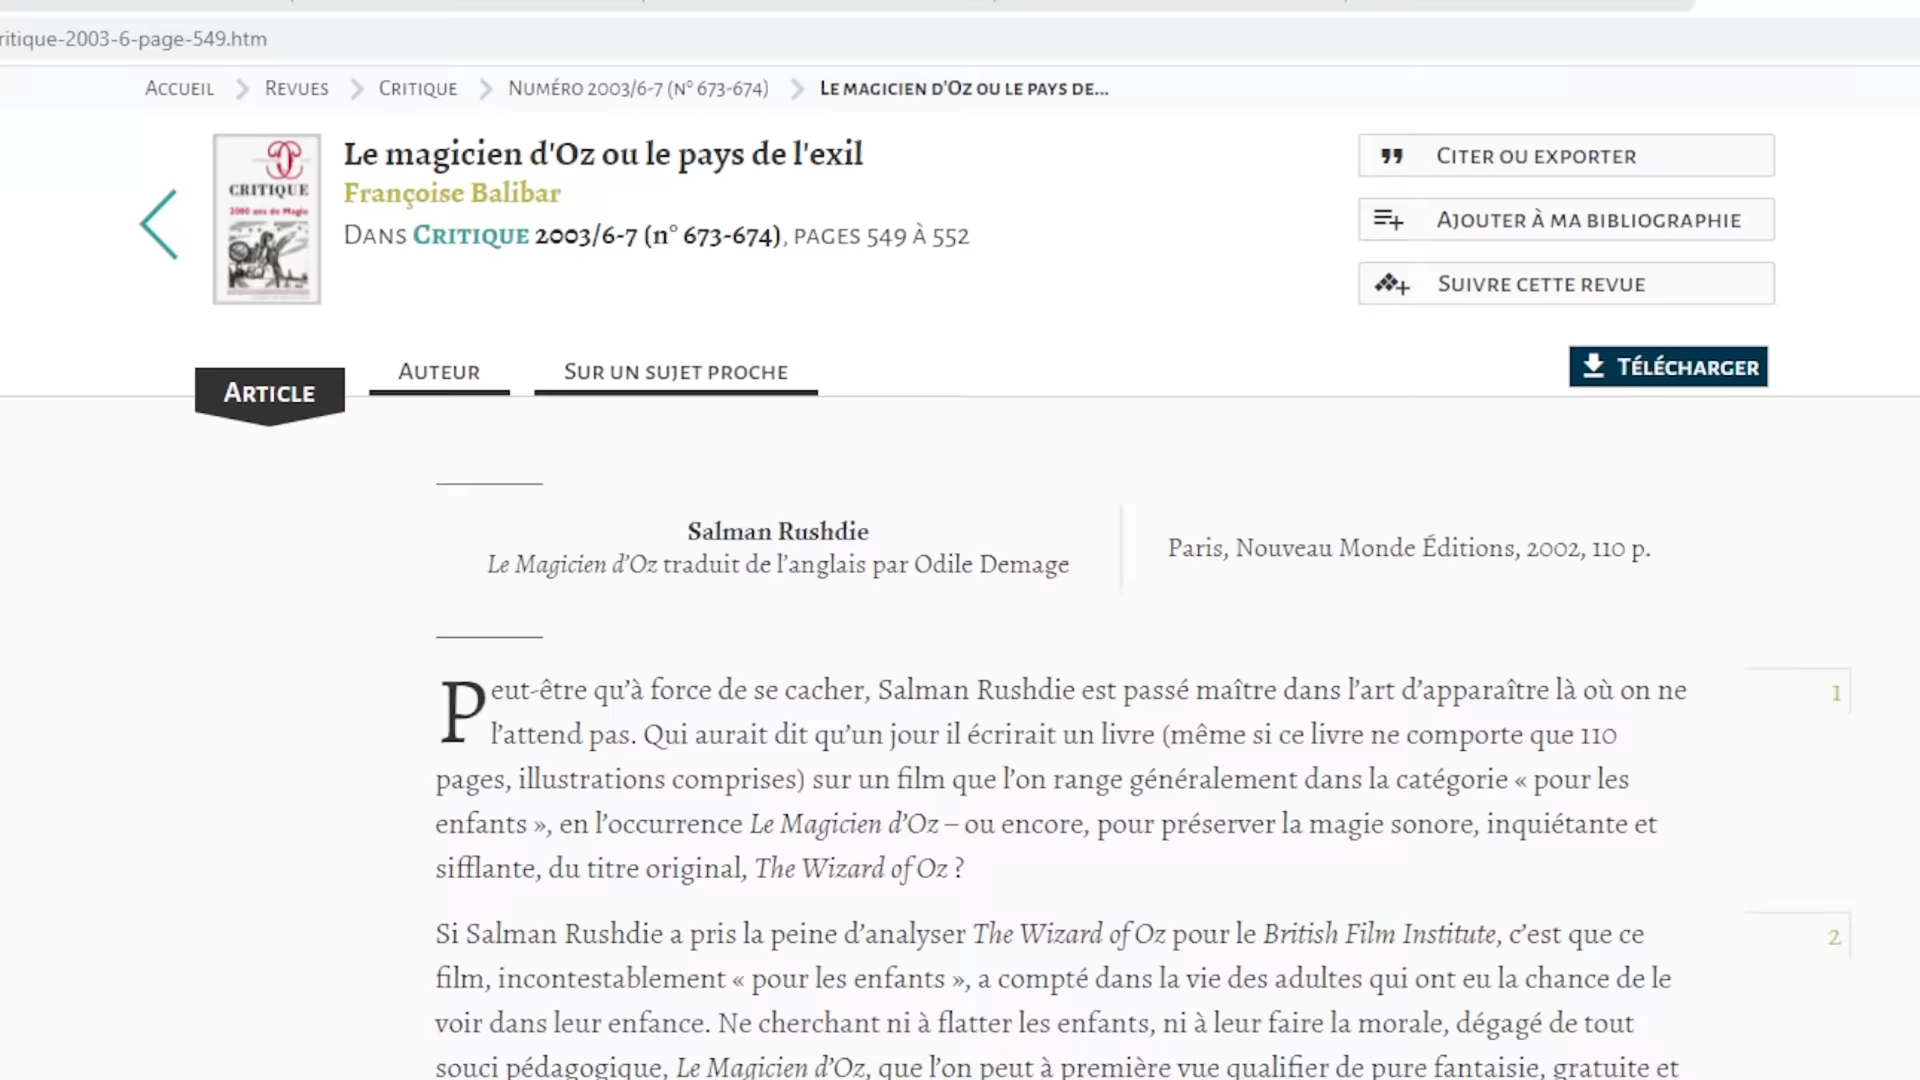 ritique-2003-6-page-549.htm
Accueil Revues Critique Numéro 2003/6-7 (n° 673-674) Le magicien d'Oz ou le pays de...
CRITIQUE
2000 ans de Magie
Le magicien d'Oz ou le pays de l'exil
Françoise Balibar
Dans Critique 2003/6-7 (n° 673-674), pages 549 à 552
Citer ou exporter
Ajouter à ma bibliographie
Suivre cette revue
Article
Auteur
Sur un sujet proche
Télécharger
Salman Rushdie
Le Magicien d’Oz traduit de l’anglais par Odile Demage
Paris, Nouveau Monde Éditions, 2002, 110 p.
Peut-être qu’à force de se cacher, Salman Rushdie est passé maître dans l’art d’apparaître là où on ne
l’attend pas. Qui aurait dit qu’un jour il écrirait un livre (même si ce livre ne comporte que 110
pages, illustrations comprises) sur un film que l’on range généralement dans la catégorie « pour les
enfants », en l’occurrence Le Magicien d’Oz – ou encore, pour préserver la magie sonore, inquiétante et
sifflante, du titre original, The Wizard of Oz ?
1
Si Salman Rushdie a pris la peine d’analyser The Wizard of Oz pour le British Film Institute, c’est que ce
film, incontestablement « pour les enfants », a compté dans la vie des adultes qui ont eu la chance de le
voir dans leur enfance. Ne cherchant ni à flatter les enfants, ni à leur faire la morale, dégagé de tout
souci pédagogique, Le Magicien d’Oz, que l’on peut à première vue qualifier de pure fantaisie, gratuite et
2